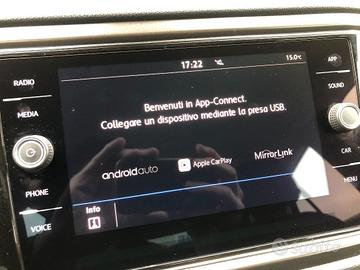 17:22
15.0°C
RADIO
APP
Benvenuti in App-Connect.
Collegare un dispositivo mediante la presa USB.
MEDIA
SOUND
androidauto
Apple CarPlay
MirrorLink
CAR
PHONE
MENU
Info
VOICE